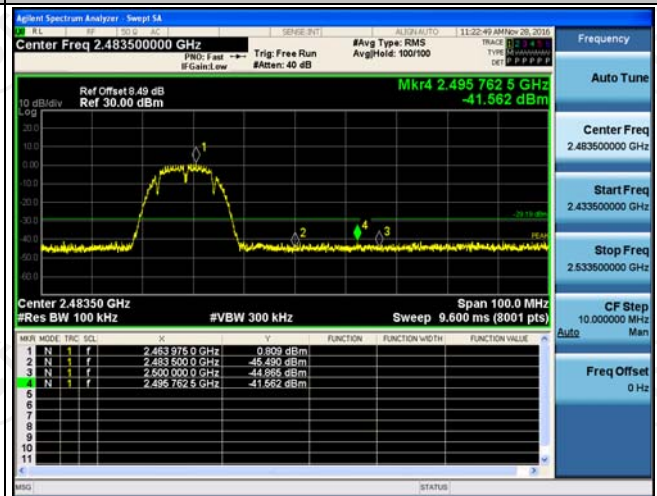 Agilent Spectrum Analyzer - Swept SA
RL RF 50 Ω AC SENSE:INT ALIGN AUTO 11:22:49 AM Nov 28, 2016
Center Freq 2.483500000 GHz #Avg Type: RMS TRACE 1 2 3 4 5 6
PNO: Fast Trig: Free Run Avg|Hold: 100/100 TYPE
IFGain:Low #Atten: 40 dB DET P P P P P P
Mkr4 2.495 762 5 GHz
-41.562 dBm
Ref Offset 8.49 dB
10 dB/div Ref 30.00 dBm
Log
20.0
10.0
0.00
-10.0
-20.0
-30.0
-40.0
-50.0
-60.0
1
2
4
3
-29.19 dBm
PEAK
Center 2.48350 GHz Span 100.0 MHz
#Res BW 100 kHz #VBW 300 kHz Sweep 9.600 ms (8001 pts)
MKR MODE TRC SCL X Y FUNCTION FUNCTION WIDTH FUNCTION VALUE
1 N 1 f 2.463 975 0 GHz 0.809 dBm
2 N 1 f 2.483 500 0 GHz -45.490 dBm
3 N 1 f 2.500 000 0 GHz -44.865 dBm
4 N 1 f 2.495 762 5 GHz -41.562 dBm
5
6
7
8
9
10
11
MSG STATUS
Frequency
Auto Tune
Center Freq
2.483500000 GHz
Start Freq
2.433500000 GHz
Stop Freq
2.533500000 GHz
CF Step
10.000000 MHz
Auto Man
Freq Offset
0 Hz